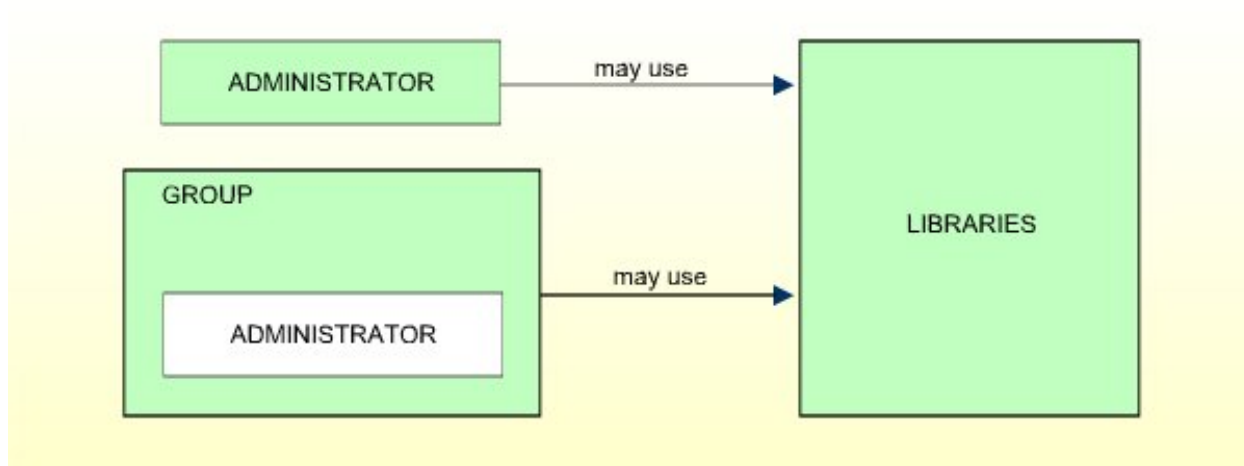 ADMINISTRATOR
may use
GROUP
LIBRARIES
may use
ADMINISTRATOR